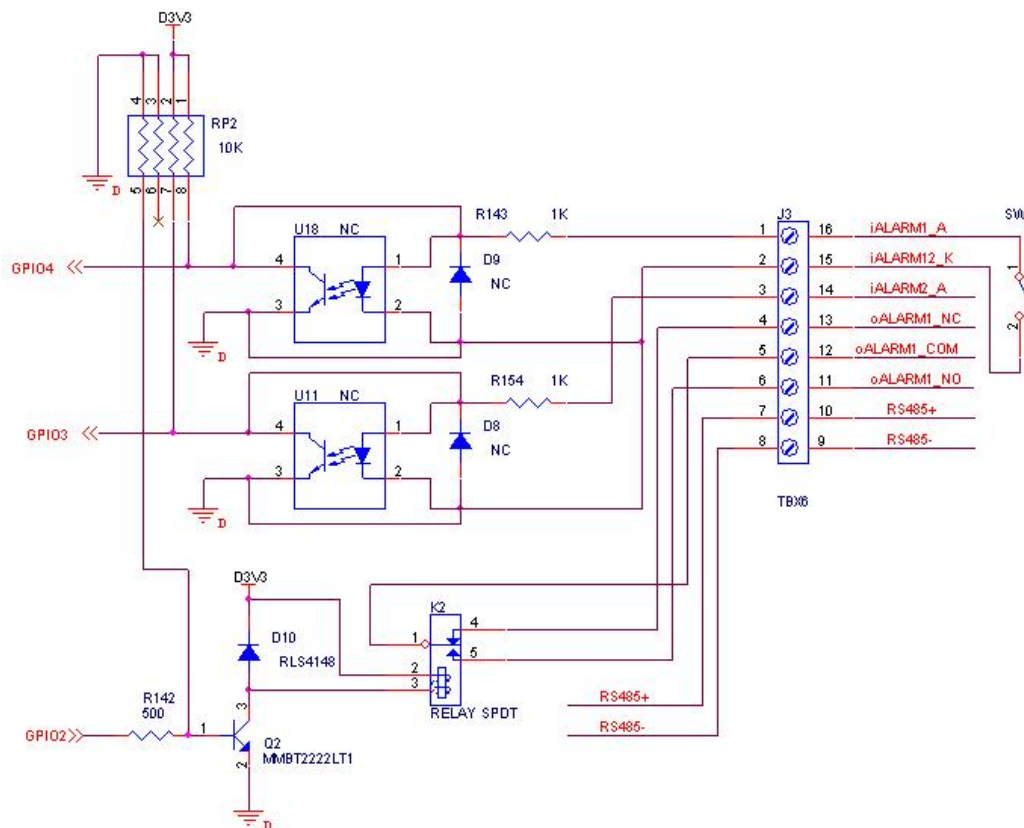 D3V3
4 3 2 1
RP2
10K
5 6 7 8
D
GPIO4
U18 NC
4 1
3 2
D
D9
NC
R143 1K
GPIO3
U11 NC
4 1
3 2
D
D8
NC
R154 1K
J3
SW
1 16 iALARM1_A
2 15 iALARM12_K
3 14 iALARM2_A
4 13 oALARM1_NC
5 12 oALARM1_COM
6 11 oALARM1_NO
7 10 RS485+
8 9 RS485-
TBX6
1
2
D3V3
D10
RLS4148
K2
1 4
5
2
3
RELAY SPDT
RS485+
RS485-
R142
500
GPIO2
1 3
2
Q2
MMBT2222LT1
D